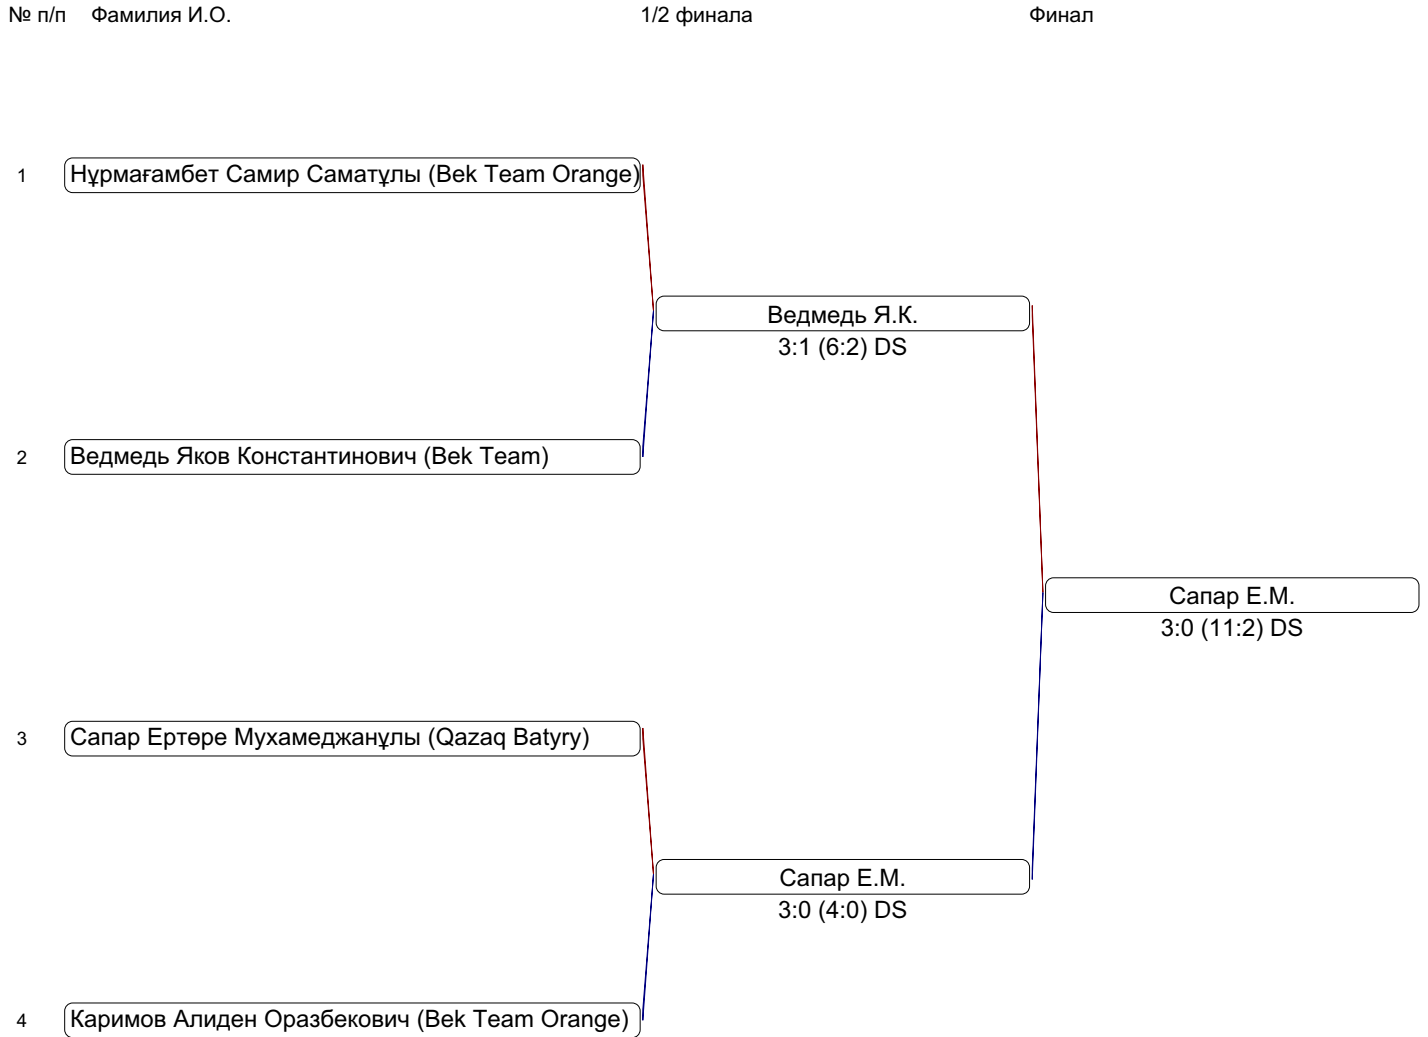 № п/п Фамилия И.О. 1/2 финала Финал
1 Нұрмағамбет Самир Саматұлы (Bek Team Orange)
Ведмедь Я.К.
3:1 (6:2) DS
2 Ведмедь Яков Константинович (Bek Team)
Сапар Е.М.
3:0 (11:2) DS
3 Сапар Ертөре Мухамеджанұлы (Qazaq Batyry)
Сапар Е.М.
3:0 (4:0) DS
4 Каримов Алиден Оразбекович (Bek Team Orange)